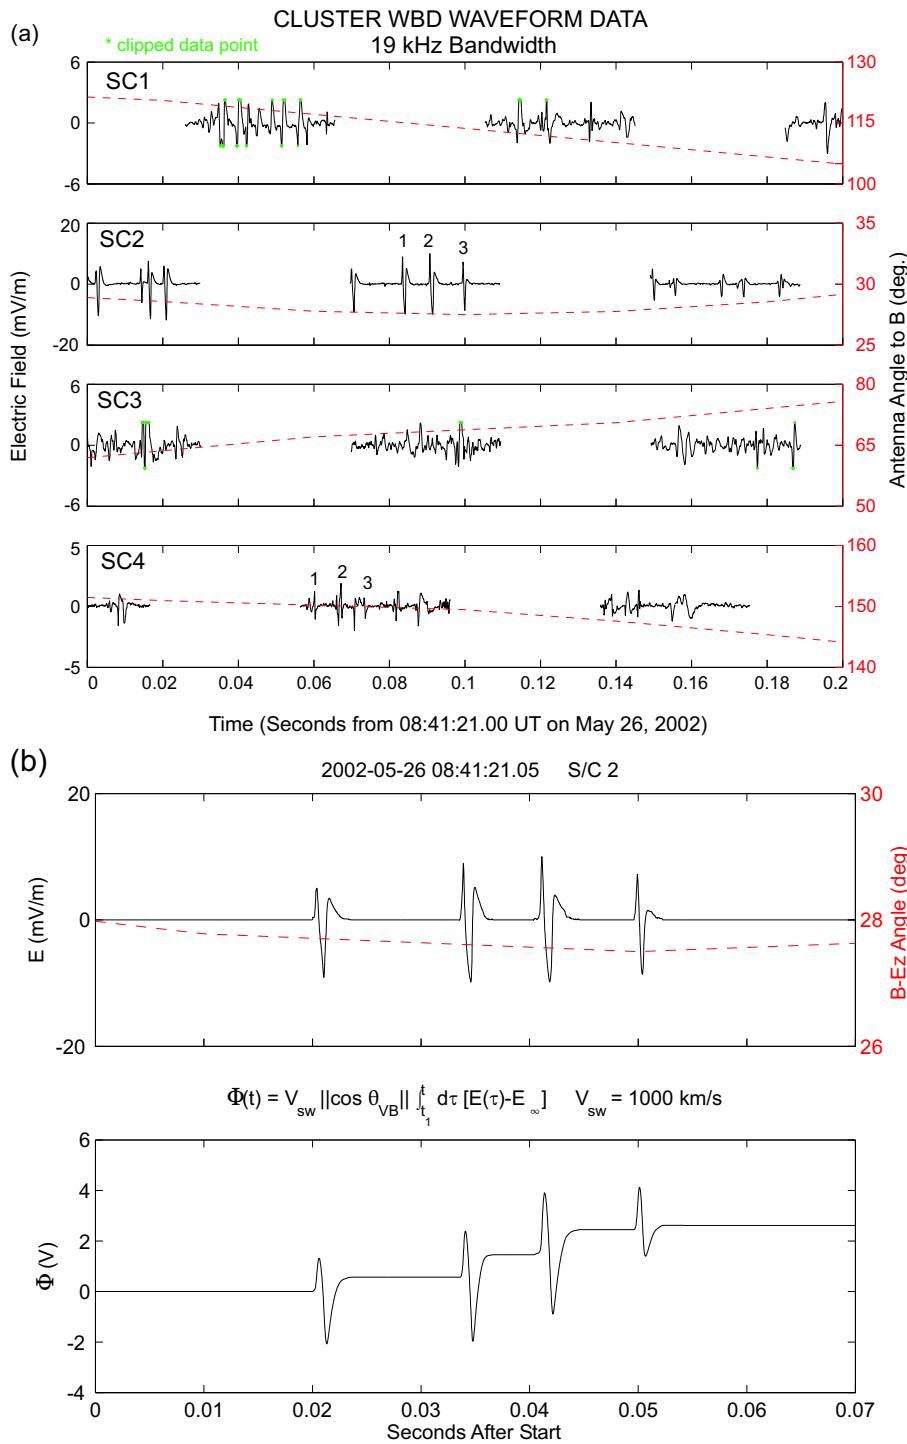 CLUSTER WBD WAVEFORM DATA
(a)
* clipped data point
19 kHz Bandwidth
6
130
SC1
0
115
-6
100
20
35
SC2
1 2 3
0
30
-20
25
6
80
SC3
0
65
-6
50
5
160
SC4
1 2 3
0
150
-5
140
Electric Field (mV/m)
Antenna Angle to B (deg.)
0 0.02 0.04 0.06 0.08 0.1 0.12 0.14 0.16 0.18 0.2
Time (Seconds from 08:41:21.00 UT on May 26, 2002)
(b)
2002-05-26 08:41:21.05 S/C 2
20
30
28
0
-20
26
E (mV/m)
B-Ez Angle (deg)
Φ(t) = V_sw ||cos θ_VB|| ∫_t_1^t dτ [E(τ)-E_∞] V_sw = 1000 km/s
6
4
2
0
-2
-4
Φ (V)
0 0.01 0.02 0.03 0.04 0.05 0.06 0.07
Seconds After Start